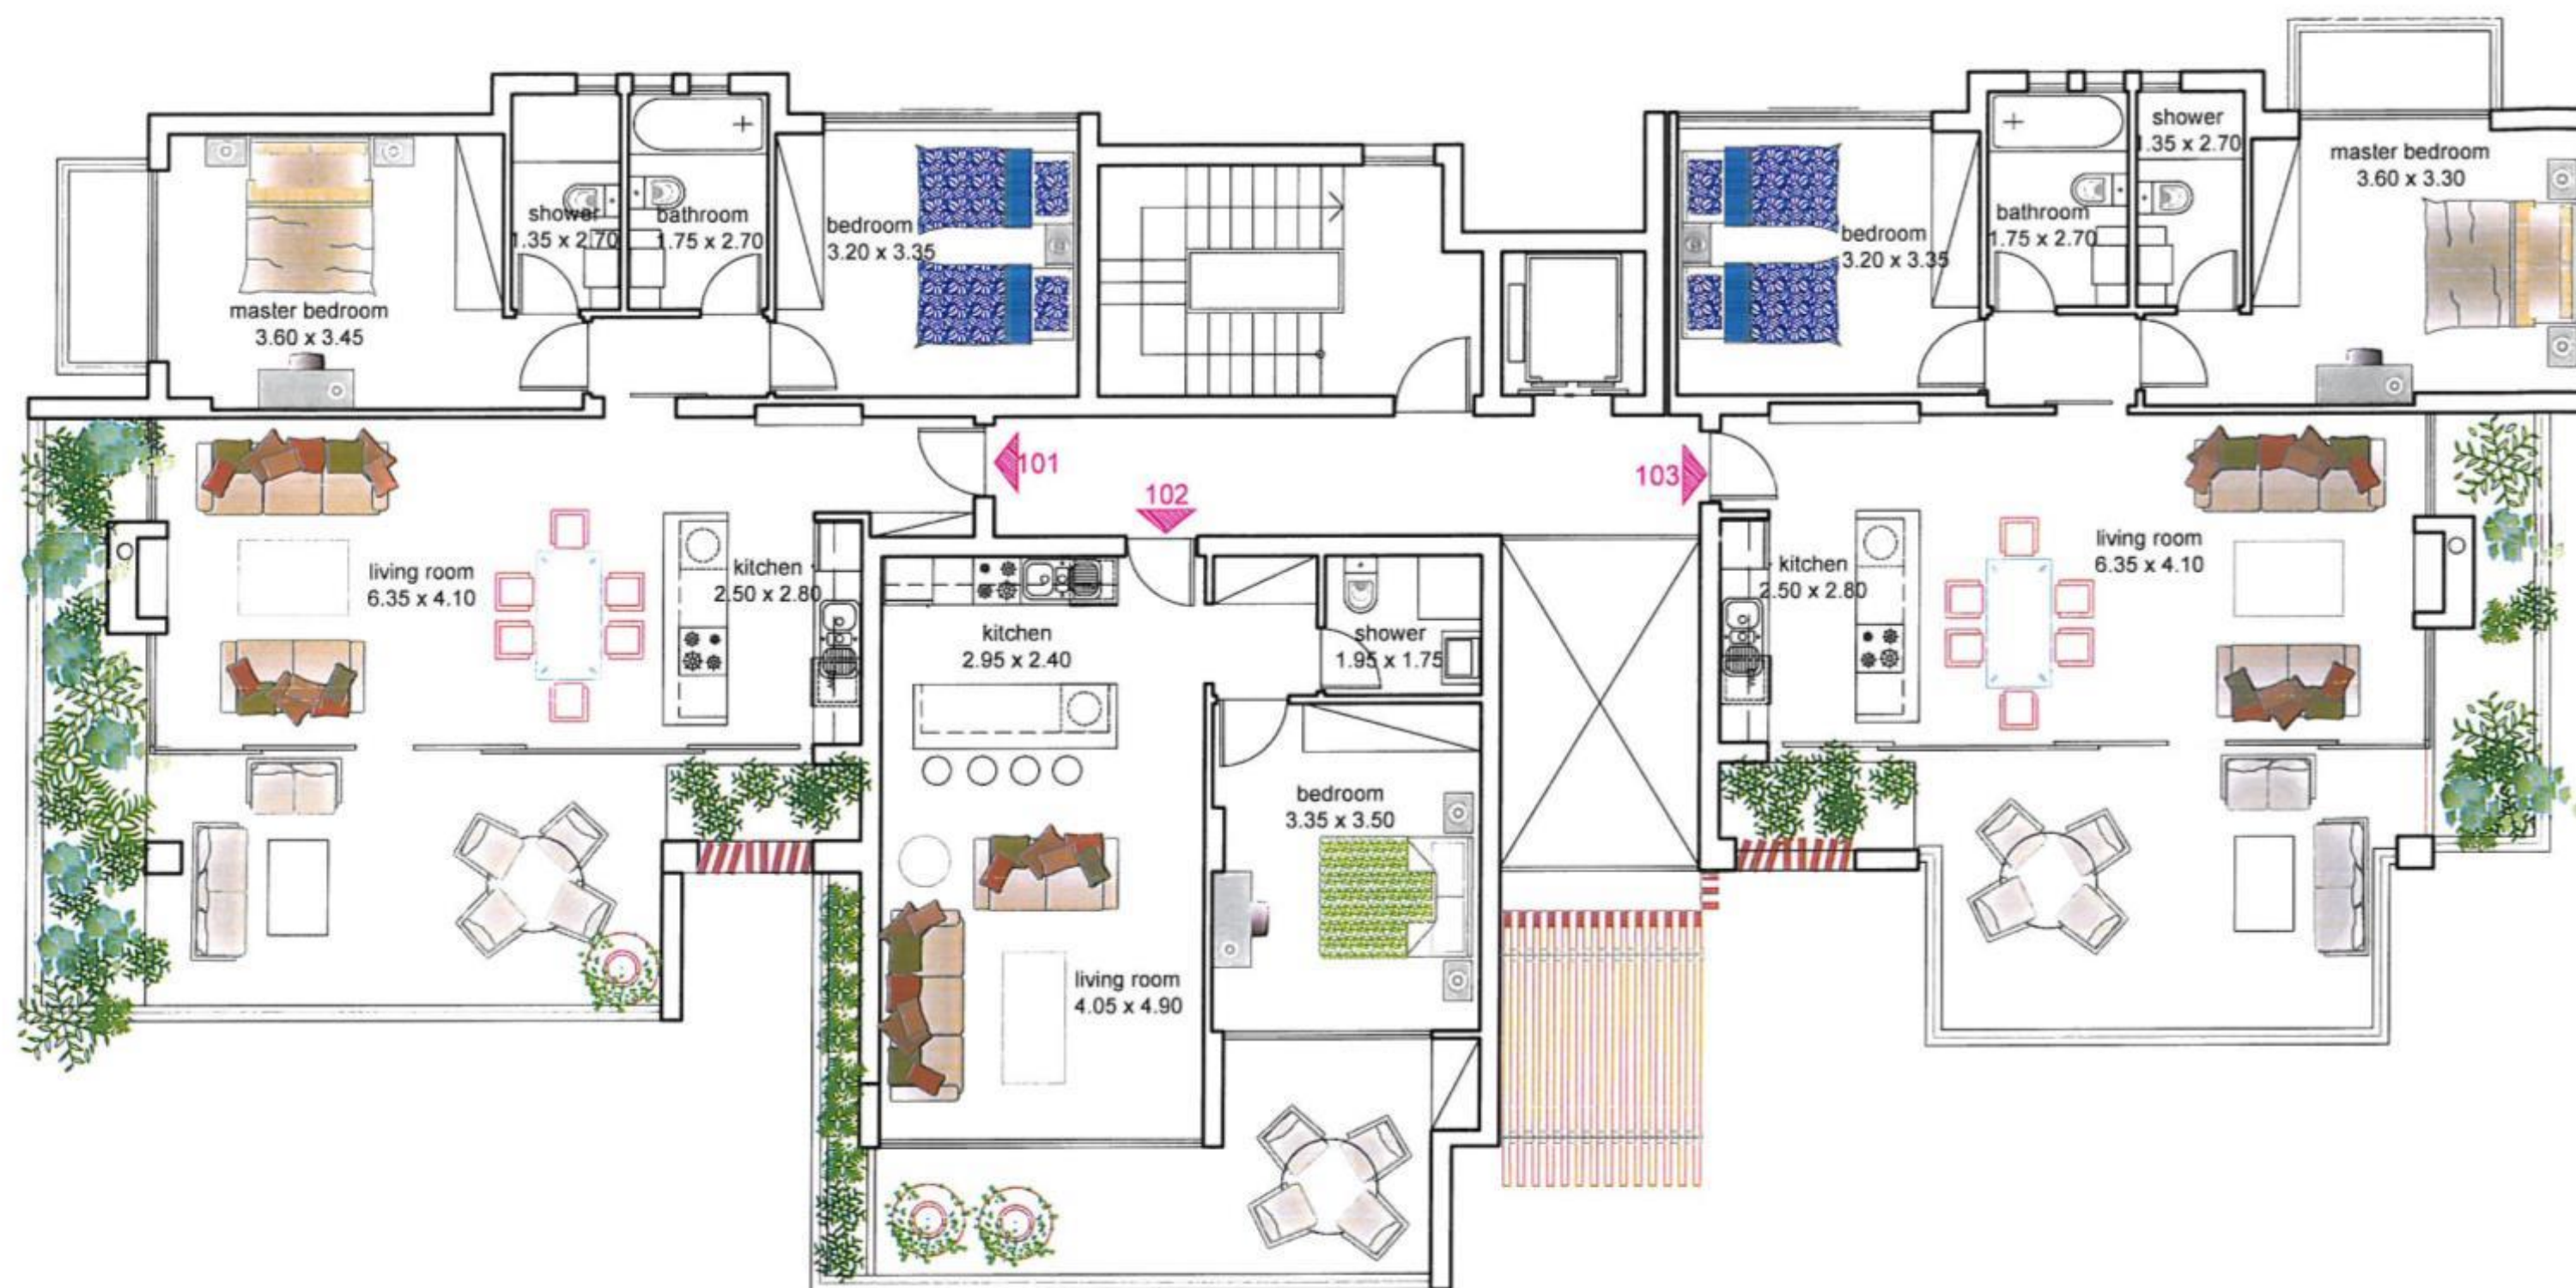 master bedroom
3.60 x 3.45
shower
1.35 x 2.70
bathroom
1.75 x 2.70
bedroom
3.20 x 3.35
bedroom
3.20 x 3.35
bathroom
1.75 x 2.70
shower
1.35 x 2.70
master bedroom
3.60 x 3.30
101
102
103
living room
6.35 x 4.10
kitchen
2.50 x 2.80
kitchen
2.95 x 2.40
shower
1.95 x 1.75
kitchen
2.50 x 2.80
living room
6.35 x 4.10
bedroom
3.35 x 3.50
living room
4.05 x 4.90